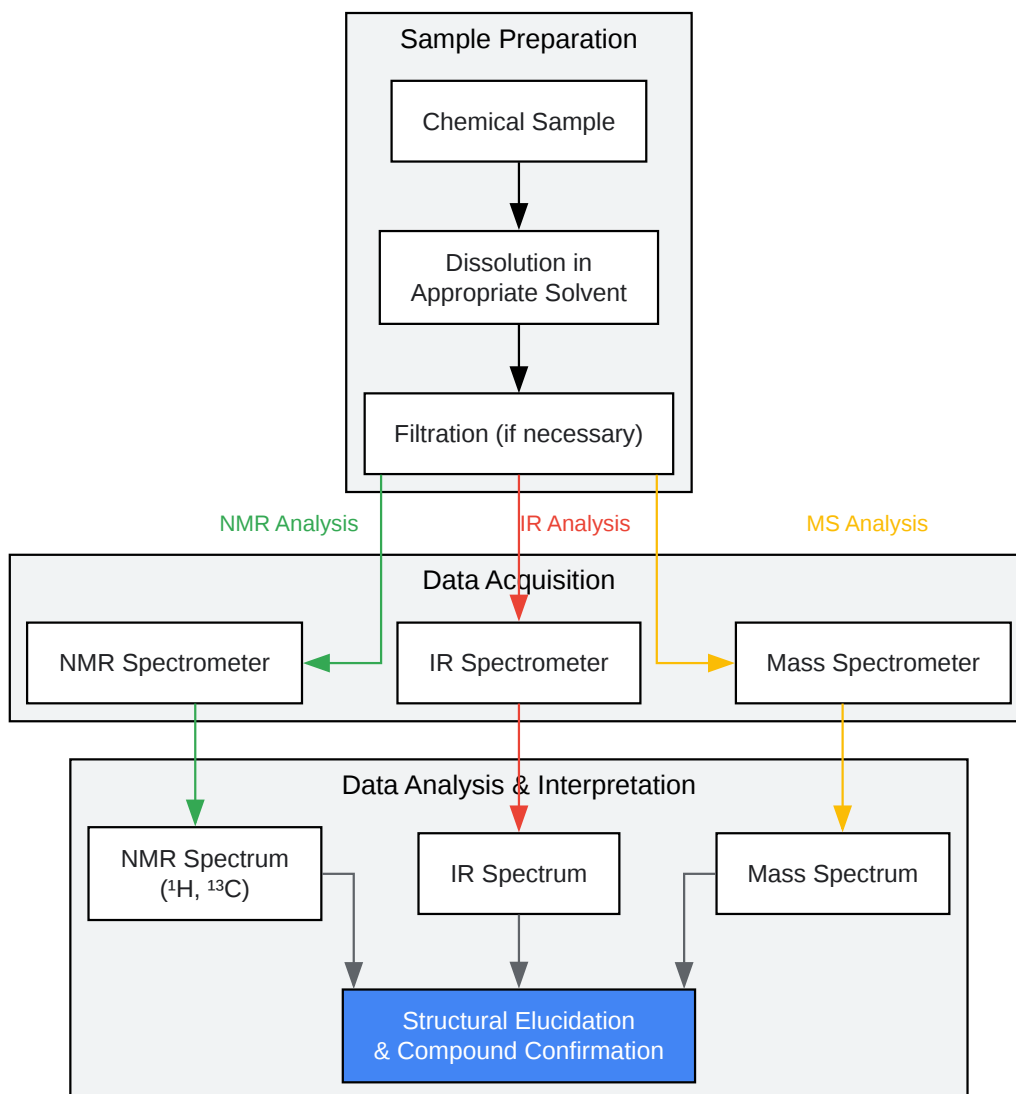 Sample Preparation
Chemical Sample
Dissolution in
Appropriate Solvent
Filtration (if necessary)
NMR Analysis
IR Analysis
MS Analysis
Data Acquisition
NMR Spectrometer
IR Spectrometer
Mass Spectrometer
Data Analysis & Interpretation
NMR Spectrum
(¹H, ¹³C)
IR Spectrum
Mass Spectrum
Structural Elucidation
& Compound Confirmation